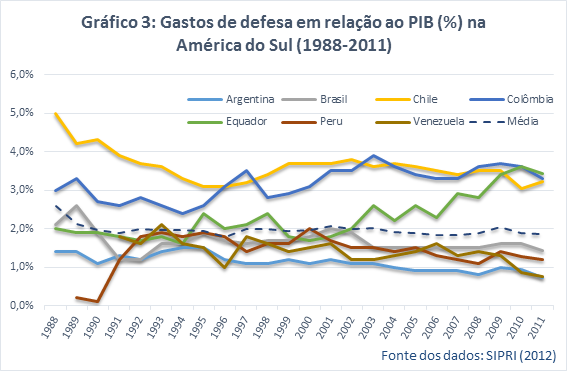 Gráfico 3: Gastos de defesa em relação ao PIB (%) na
América do Sul (1988-2011)
6,0%
5,0%
4,0%
3,0%
2,0%
1,0%
0,0%
Argentina Brasil Chile Colômbia
Equador Peru Venezuela Média
1988 1989 1990 1991 1992 1993 1994 1995 1996 1997 1998 1999 2000 2001 2002 2003 2004 2005 2006 2007 2008 2009 2010 2011
Fonte dos dados: SIPRI (2012)